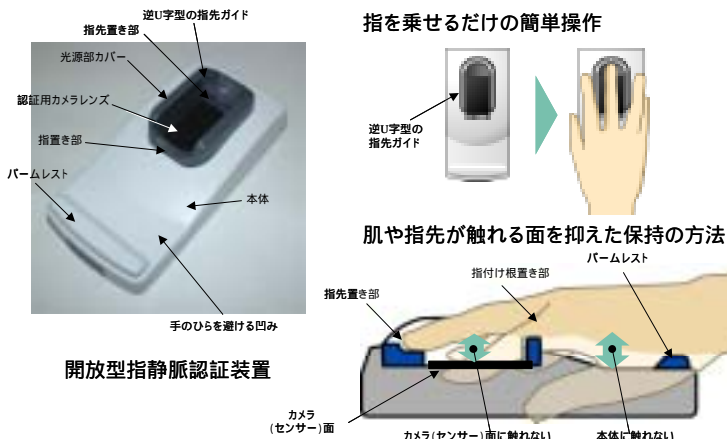 逆U字型の指先ガイド
指先置き部
光源部カバー
認証用カメラレンズ
指置き部
パームレスト
本体
手のひらを避ける凹み
開放型指静脈認証装置
指を乗せるだけの簡単操作
逆U字型の
指先ガイド
肌や指先が触れる面を抑えた保持の方法
パームレスト
指付け根置き部
指先置き部
カメラ
(センサー)面
カメラ(センサー)面に触れない
本体に触れない